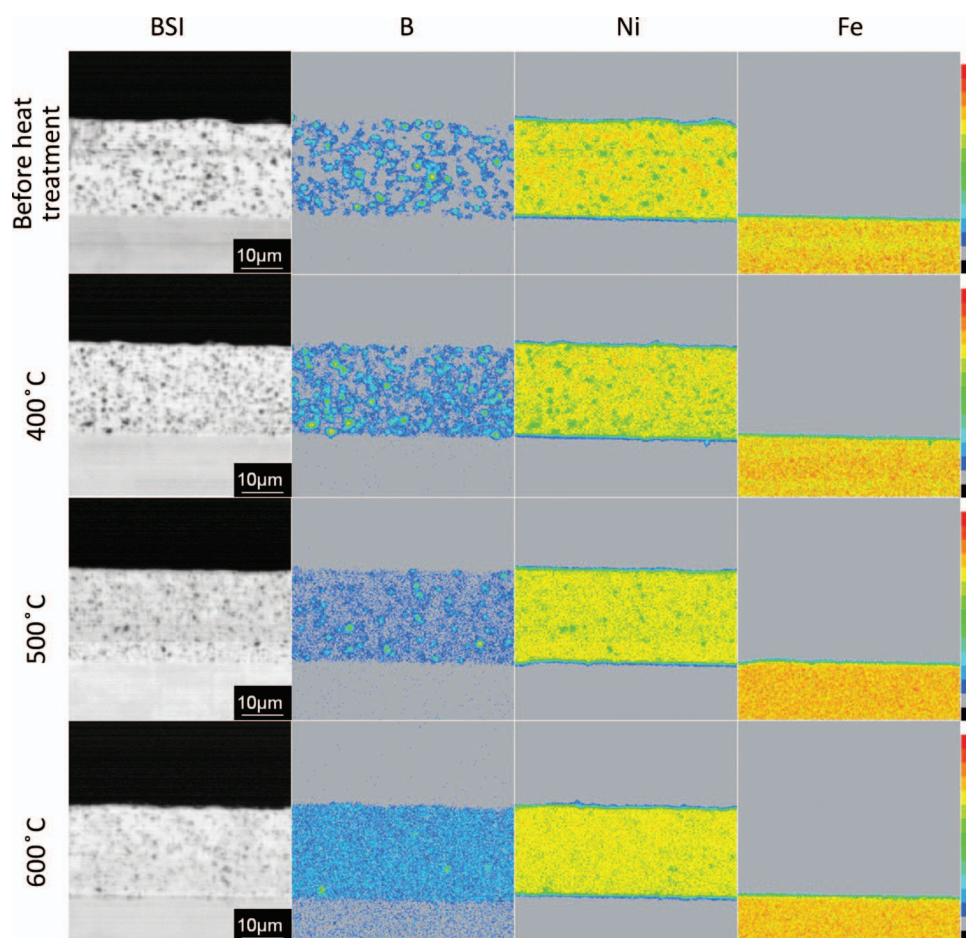 BSI B Ni Fe
Before heat
treatment
10μm
400˚C
10μm
500˚C
10μm
600˚C
10μm